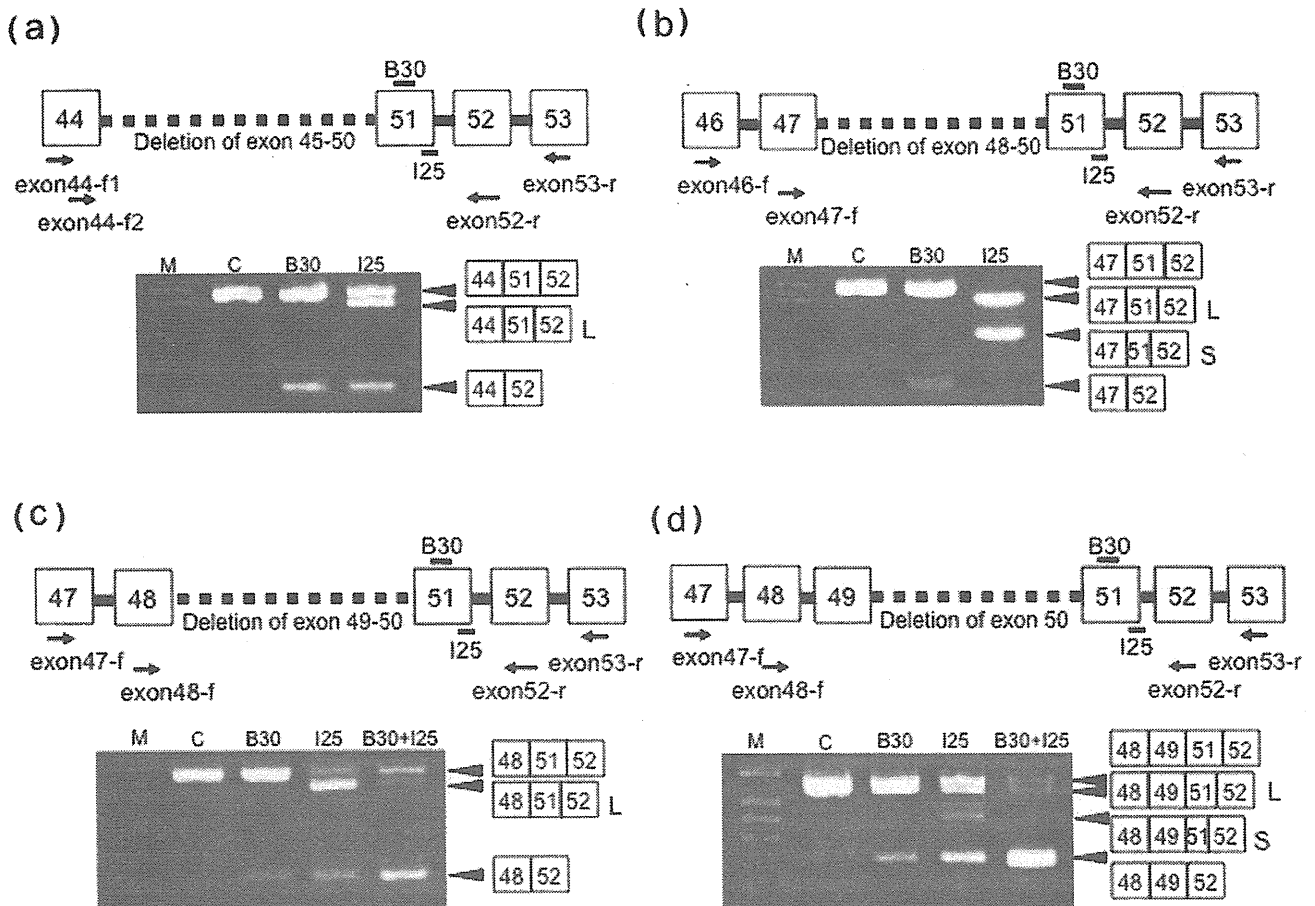 (a)
B30
44 51 52 53
Deletion of exon 45-50
I25
exon44-f1
exon44-f2
exon53-r
exon52-r
M C B30 I25
44 51 52
44 51 52 L
44 52
(b)
B30
46 47 51 52 53
Deletion of exon 48-50
I25
exon46-f
exon47-f
exon53-r
exon52-r
M C B30 I25
47 51 52
47 51 52 L
47 51 52 S
47 52
(c)
B30
47 48 51 52 53
Deletion of exon 49-50
I25
exon47-f
exon48-f
exon53-r
exon52-r
M C B30 I25 B30+I25
48 51 52
48 51 52 L
48 52
(d)
B30
47 48 49 51 52 53
Deletion of exon 50
I25
exon47-f
exon48-f
exon53-r
exon52-r
M C B30 I25 B30+I25
48 49 51 52
48 49 51 52 L
48 49 51 52 S
48 49 52